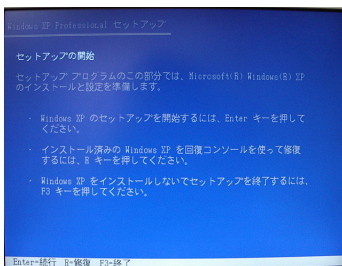 Windows XP Professional セットアップ
セットアップの開始
セットアップ プログラムのこの部分では、Microsoft(R) Windows(R) XP
のインストールと設定を準備します。
・ Windows XP のセットアップを開始するには、Enter キーを押して
ください。
・ インストール済みの Windows XP を回復コンソールを使って修復
するには、R キーを押してください。
・ Windows XP をインストールしないでセットアップを終了するには、
F3 キーを押してください。
Enter=続行 R=修復 F3=終了